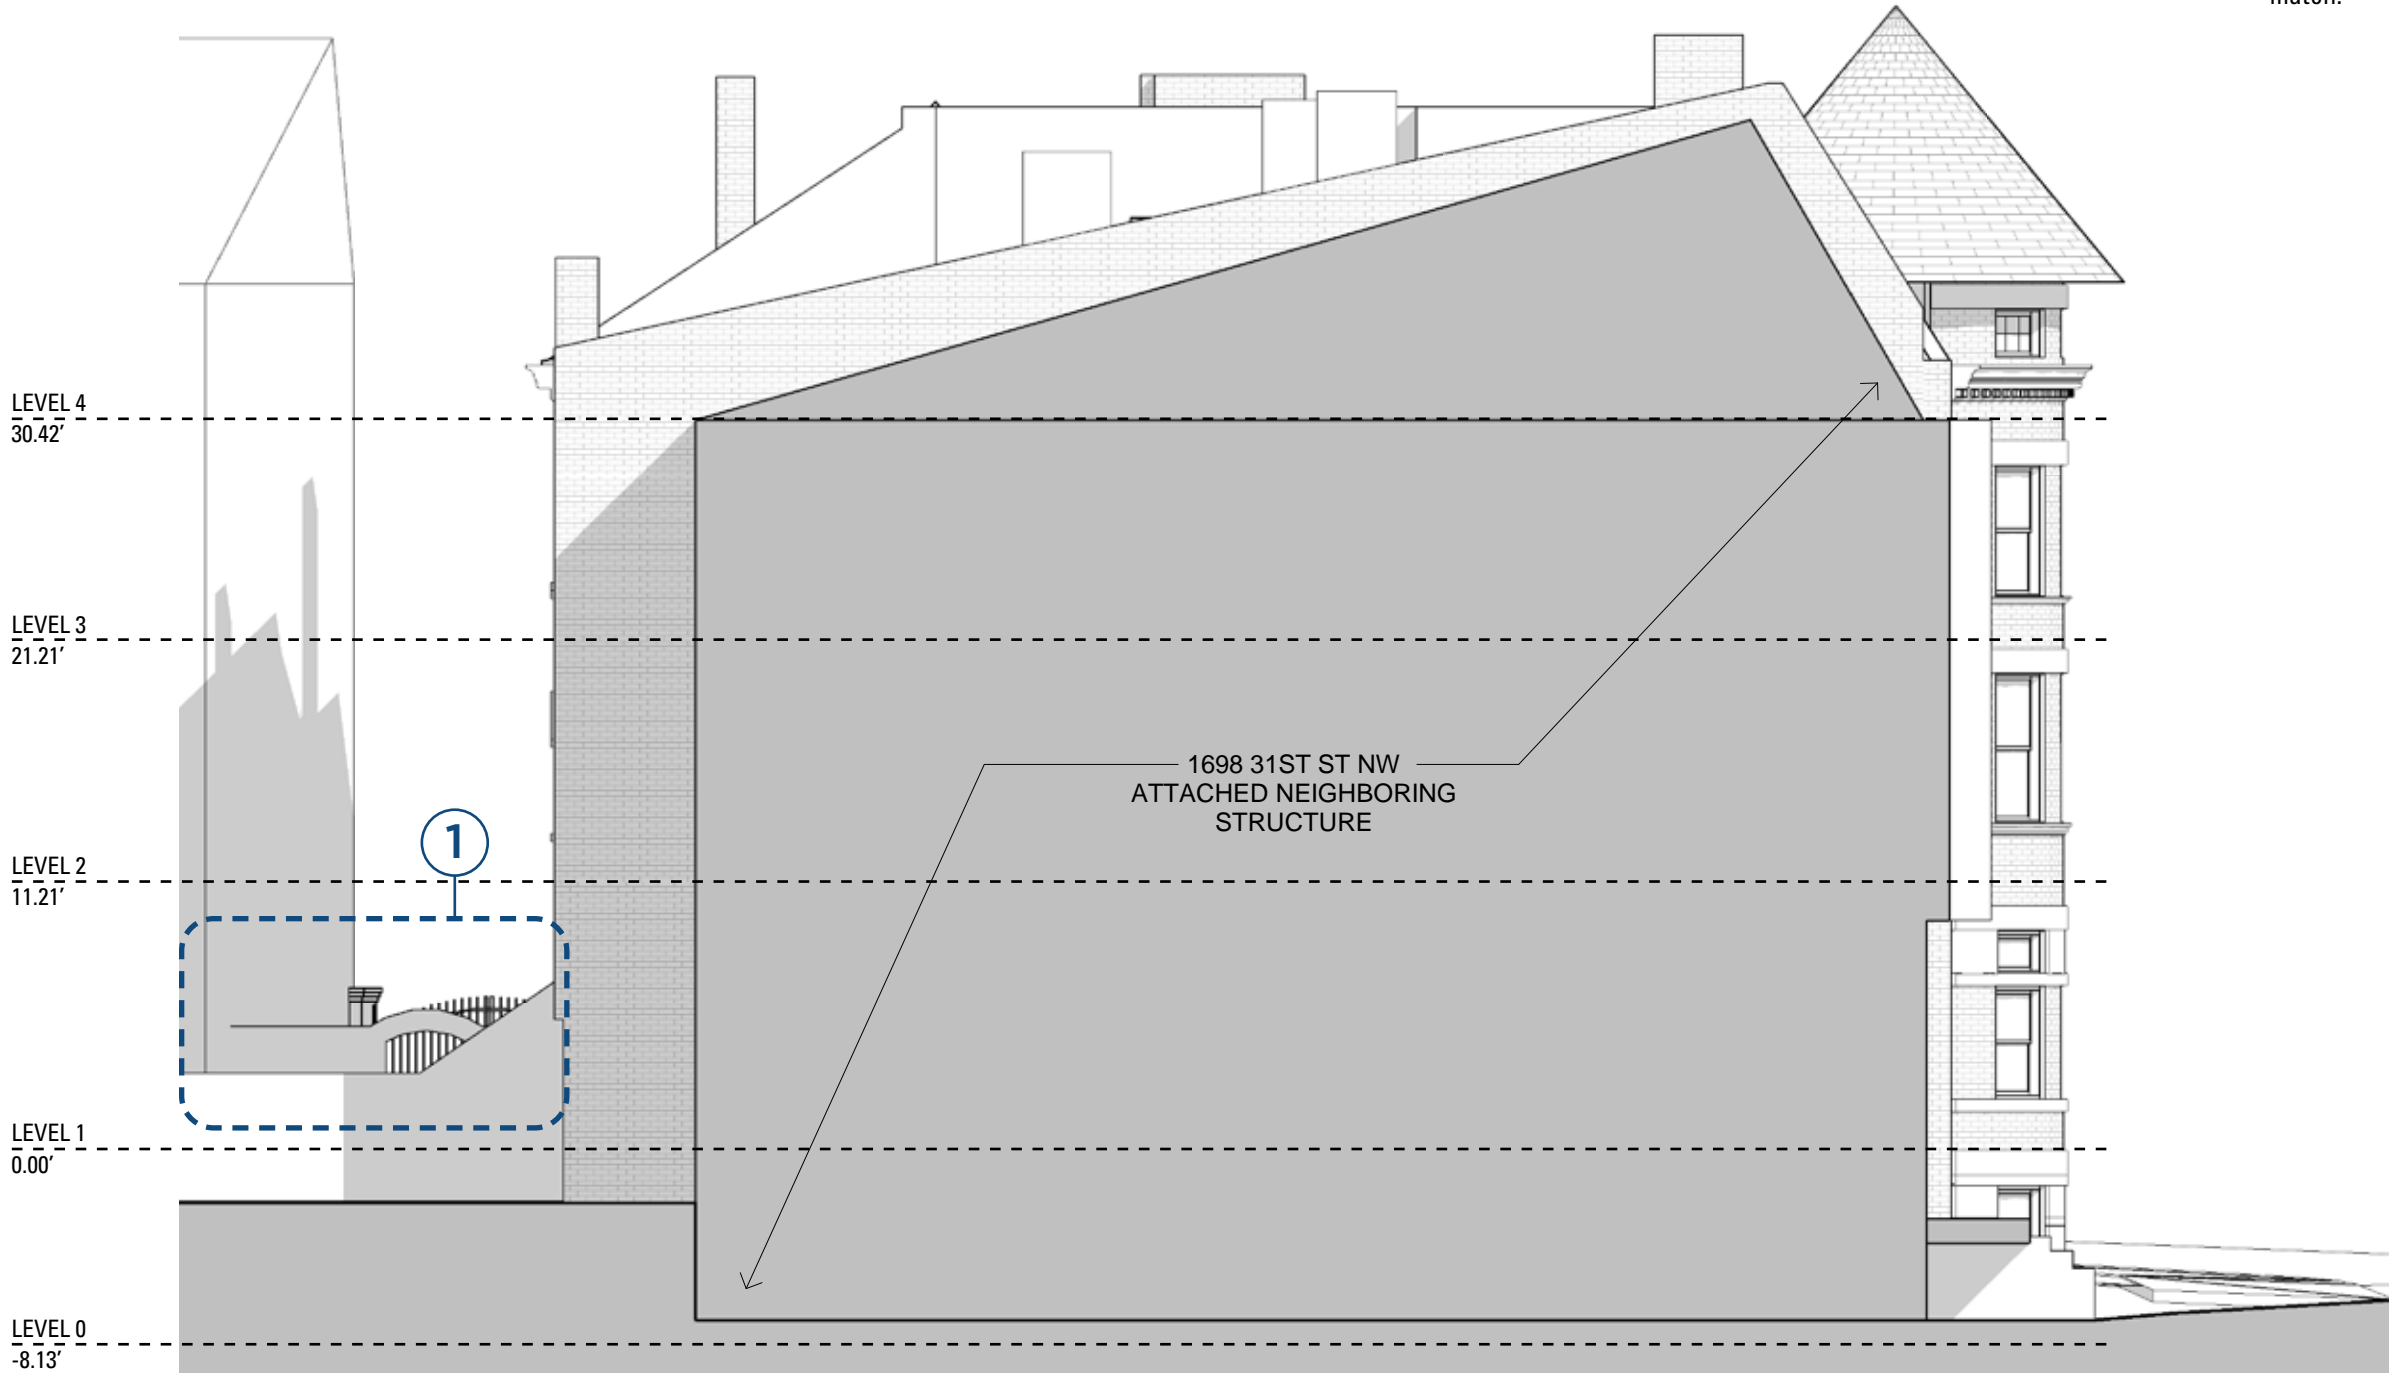 match.
LEVEL 4
30.42'
LEVEL 3
21.21'
1698 31ST ST NW
ATTACHED NEIGHBORING
STRUCTURE
1
LEVEL 2
11.21'
LEVEL 1
0.00'
LEVEL 0
-8.13'